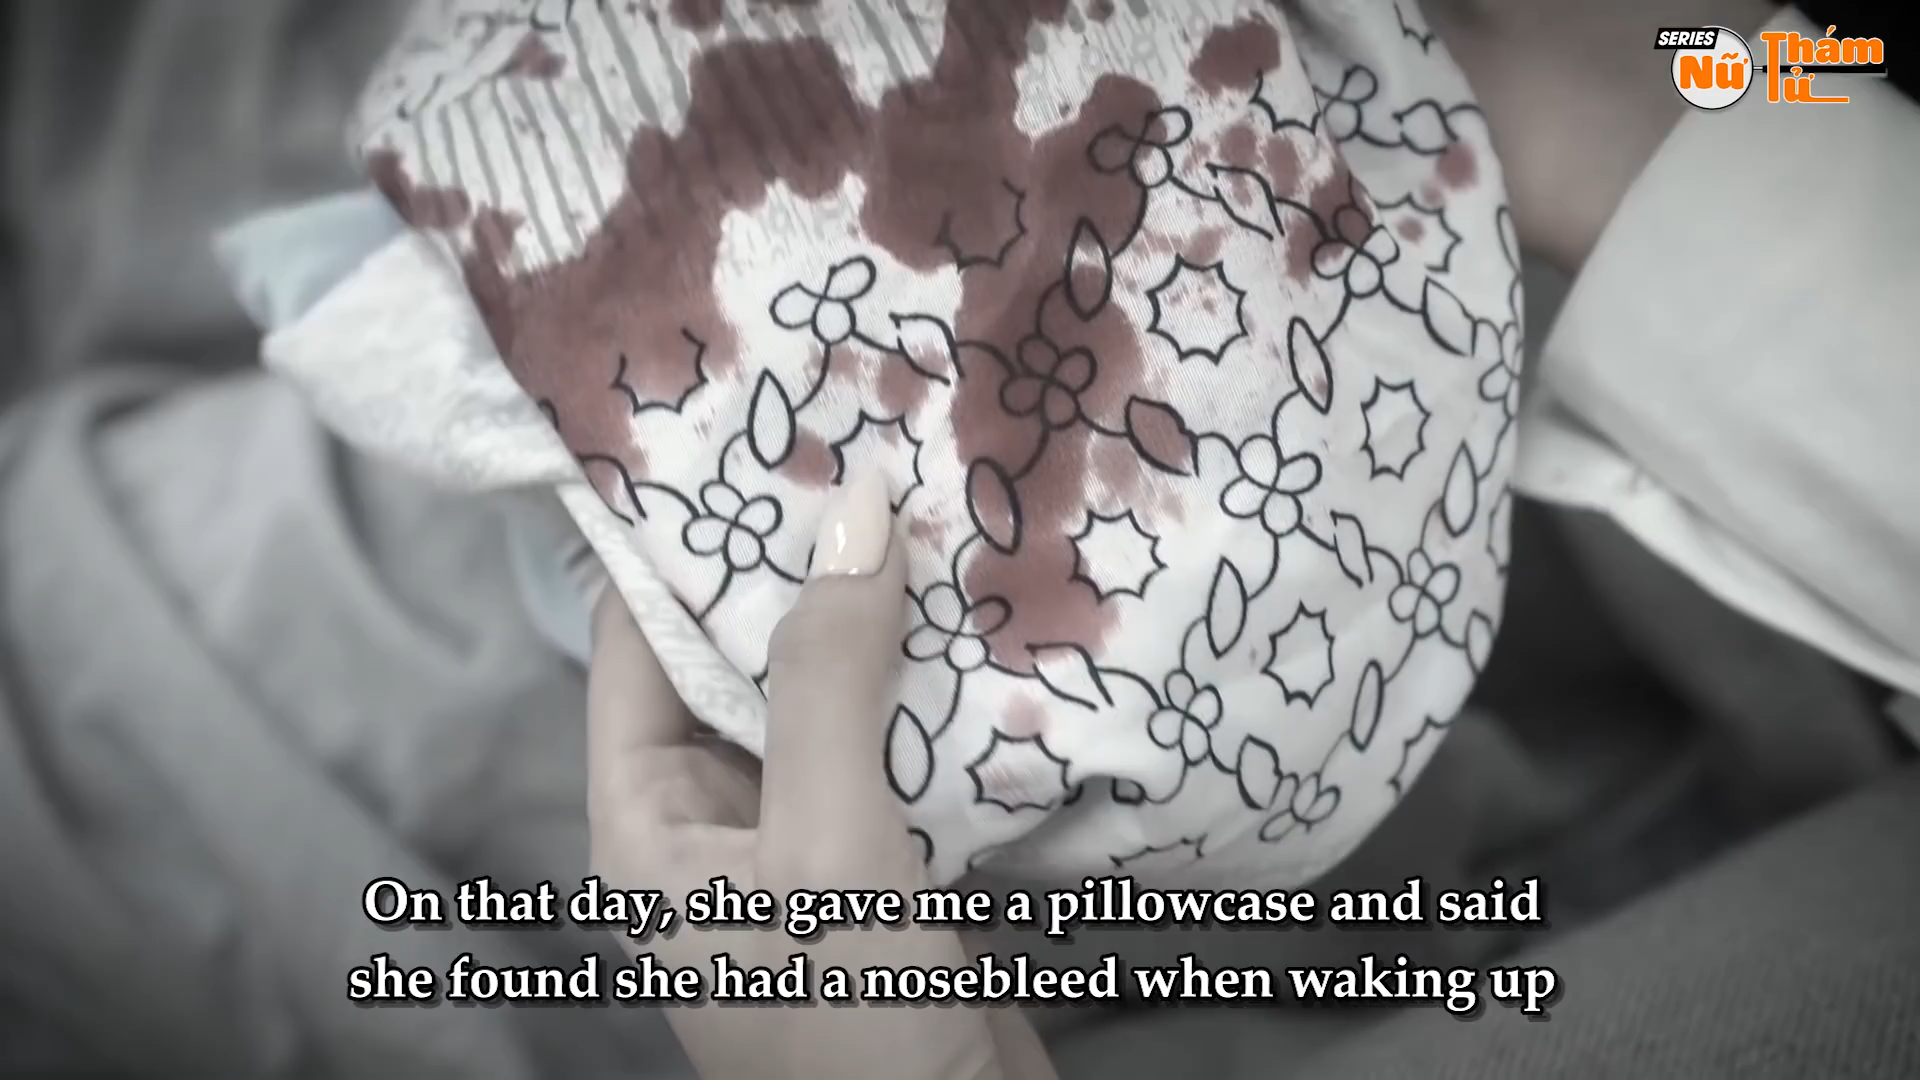 SERIES
Nữ Thám Tử
On that day, she gave me a pillowcase and said
she found she had a nosebleed when waking up